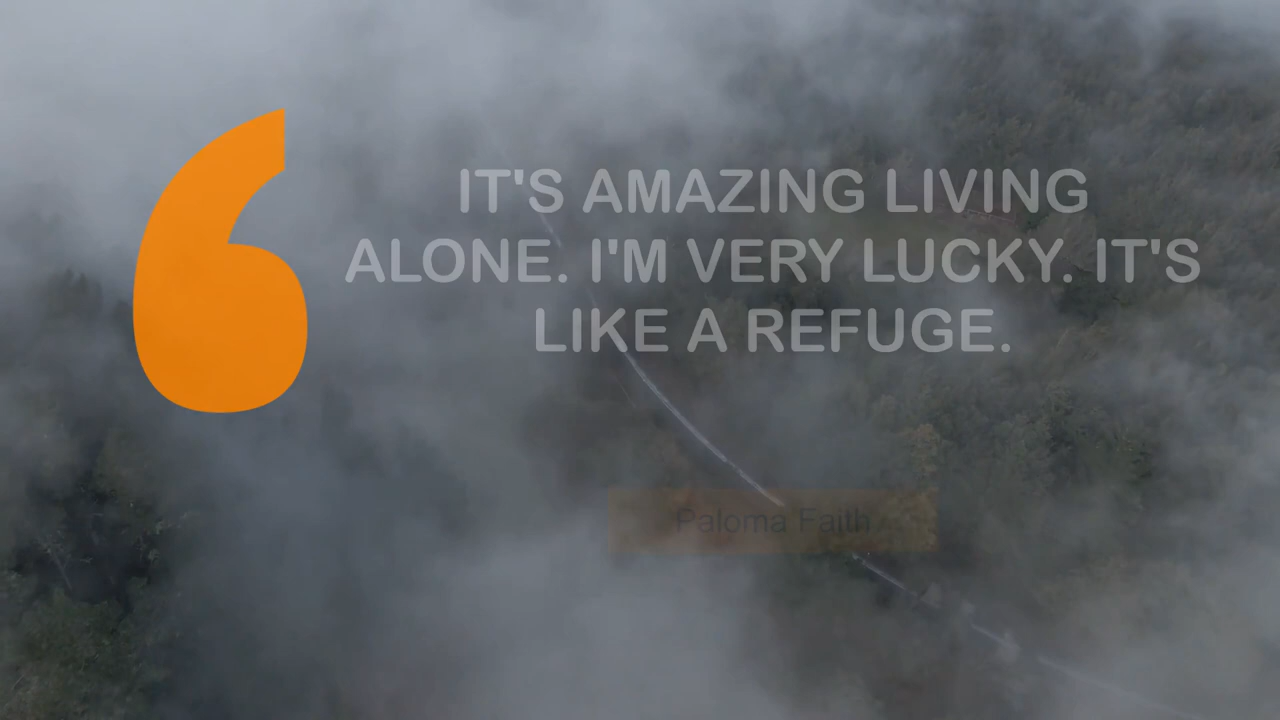 IT'S AMAZING LIVING
ALONE. I'M VERY LUCKY. IT'S
LIKE A REFUGE.
Paloma Faith